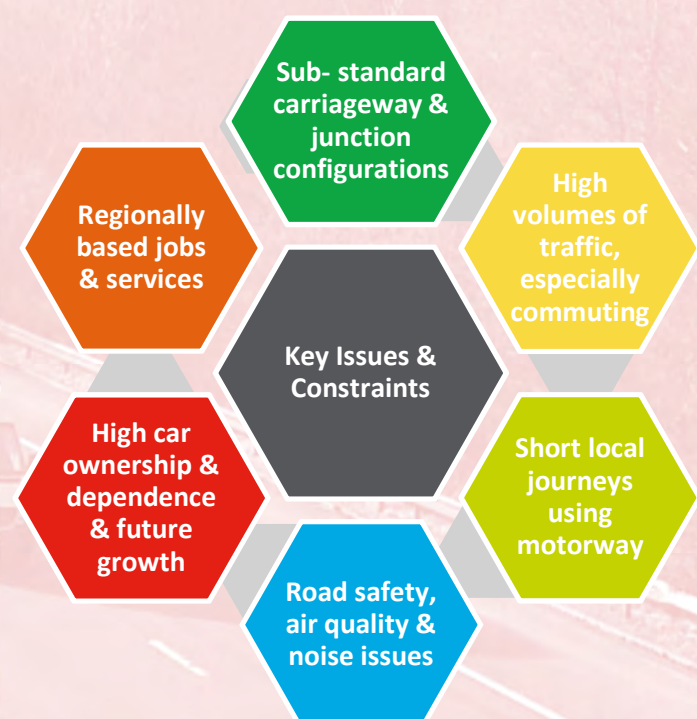 Sub- standard
carriageway &
junction
configurations
High
volumes of
traffic,
especially
commuting
Regionally
based jobs
& services
Key Issues &
Constraints
Short local
journeys
using
motorway
High car
ownership &
dependence
& future
growth
Road safety,
air quality &
noise issues